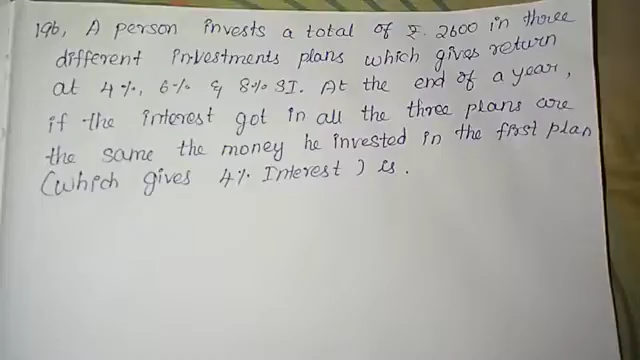 196, A person invests a total of ₹. 2600 in three
different investments plans which gives return
at 4%, 6% & 8% SI. At the end of a year,
if the interest got in all the three plans are
the same the money he invested in the first plan
(which gives 4% Interest) is.